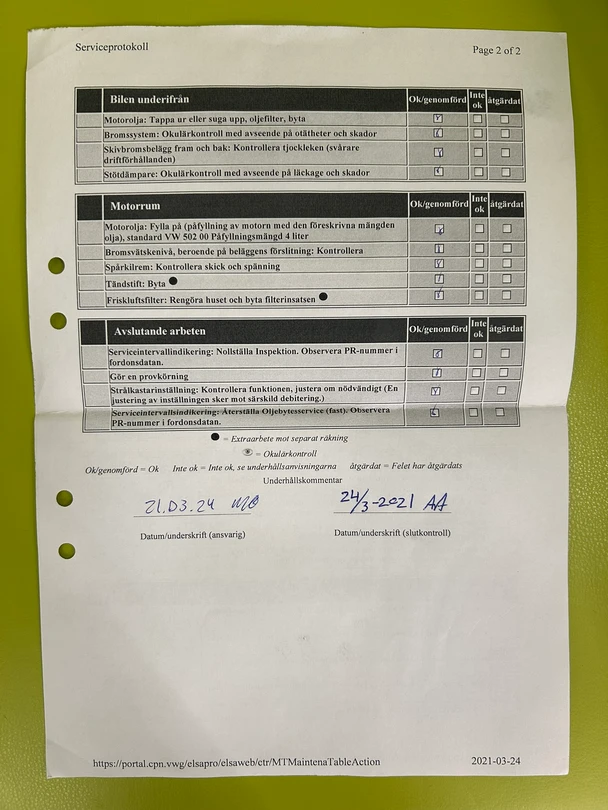 Serviceprotokoll
Page 2 of 2
Bilen underifrån Ok/genomförd Inte ok åtgärdat
Motorolja: Tappa ur eller suga upp, oljefilter, byta
Bromssystem: Okulärkontroll med avseende på otätheter och skador
Skivbromsbelägg fram och bak: Kontrollera tjockleken (svårare
driftförhållanden)
Stötdämpare: Okulärkontroll med avseende på läckage och skador
Motorrum Ok/genomförd Inte ok åtgärdat
Motorolja: Fylla på (påfyllning av motorn med den föreskrivna mängden
olja), standard VW 502 00 Påfyllningsmängd 4 liter
Bromsvätskenivå, beroende på beläggens förslitning: Kontrollera
Spårkilrem: Kontrollera skick och spänning
Tändstift: Byta
Friskluftsfilter: Rengöra huset och byta filterinsatsen
Avslutande arbeten Ok/genomförd Inte ok åtgärdat
Serviceintervallindikering: Nollställa Inspektion. Observera PR-nummer i
fordonsdatan.
Gör en provkörning
Strålkastarinställning: Kontrollera funktionen, justera om nödvändigt (En
justering av inställningen sker mot särskild debitering.)
Serviceintervallsindikering: Återställa Oljebytesservice (fast). Observera
PR-nummer i fordonsdatan.
= Extraarbete mot separat räkning
= Okulärkontroll
Ok/genomförd = Ok Inte ok = Inte ok, se underhållsanvisningarna åtgärdat = Felet har åtgärdats
Underhållskommentar
21.03.24 MB 24/3-2021 AA
Datum/underskrift (ansvarig) Datum/underskrift (slutkontroll)
https://portal.cpn.vwg/elsapro/elsaweb/ctr/MTMaintenaTableAction
2021-03-24